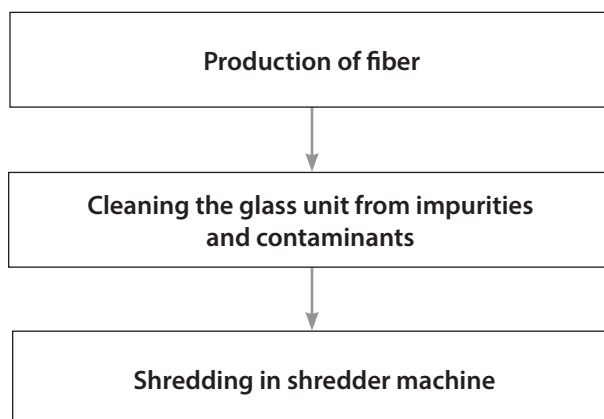 Production of fiber
Cleaning the glass unit from impurities
and contaminants
Shredding in shredder machine